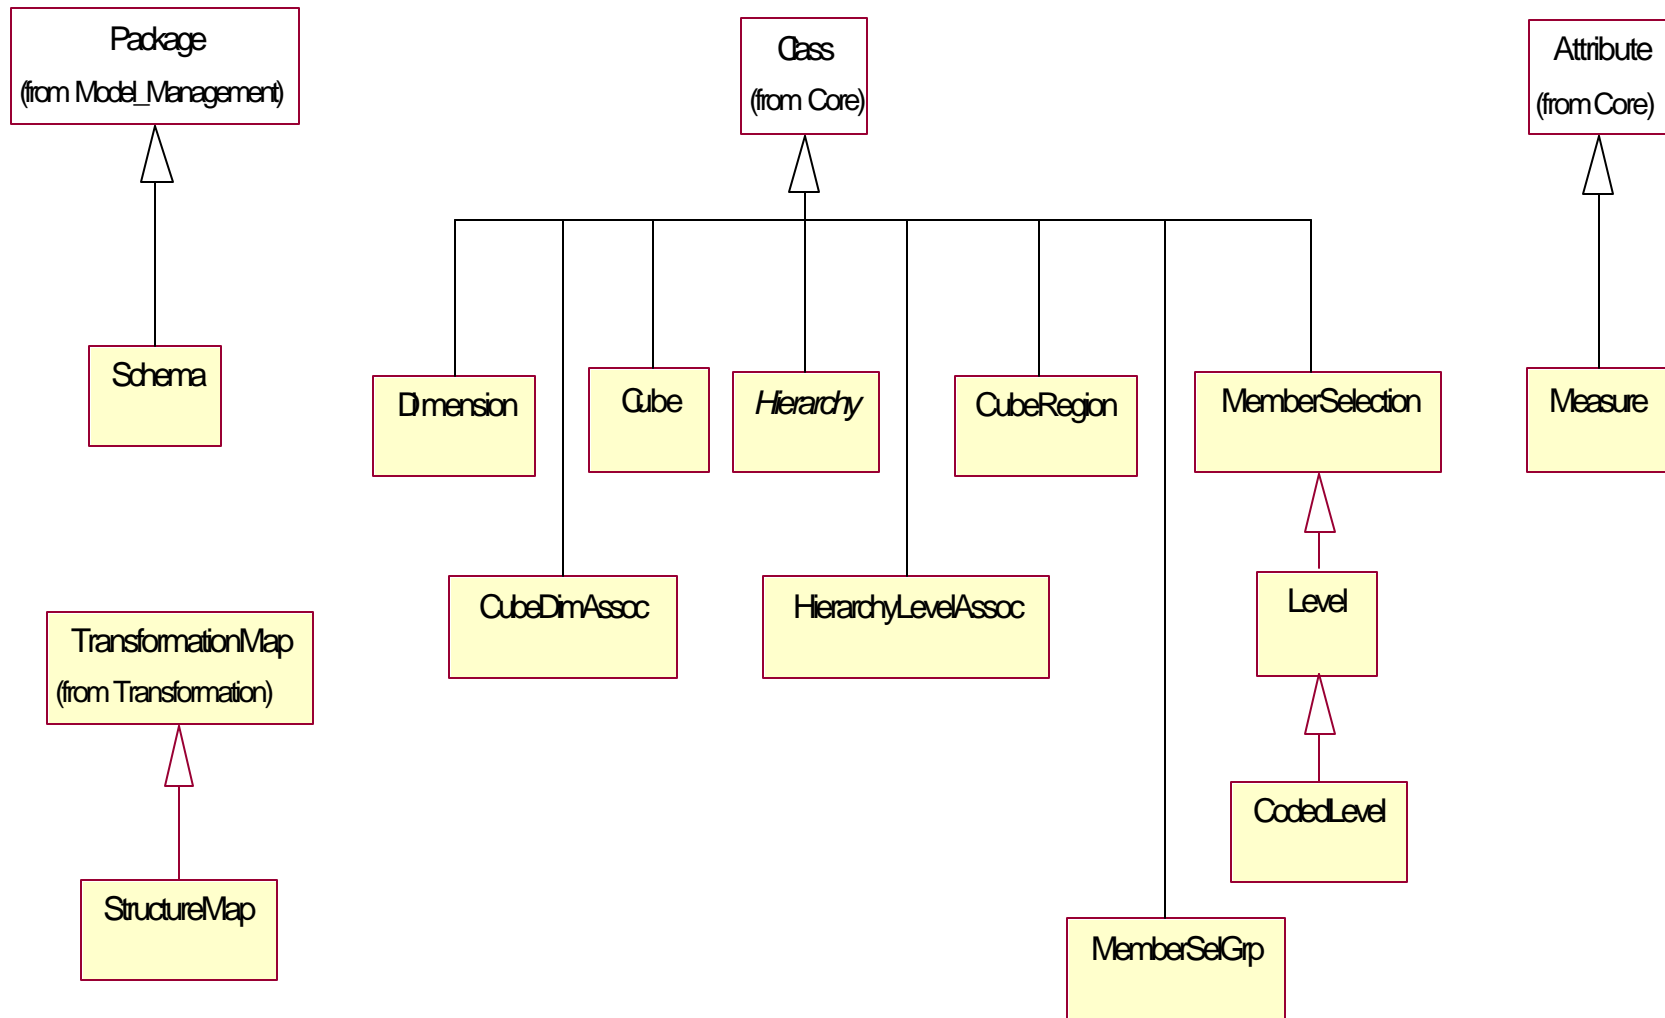 Package
(from Model_Management)
Class
(from Core)
Attribute
(from Core)
Schema
Dimension
Cube
Hierarchy
CubeRegion
MemberSelection
Measure
CubeDimAssoc
HierarchyLevelAssoc
Level
TransformationMap
(from Transformation)
CodedLevel
StructureMap
MemberSelGrp